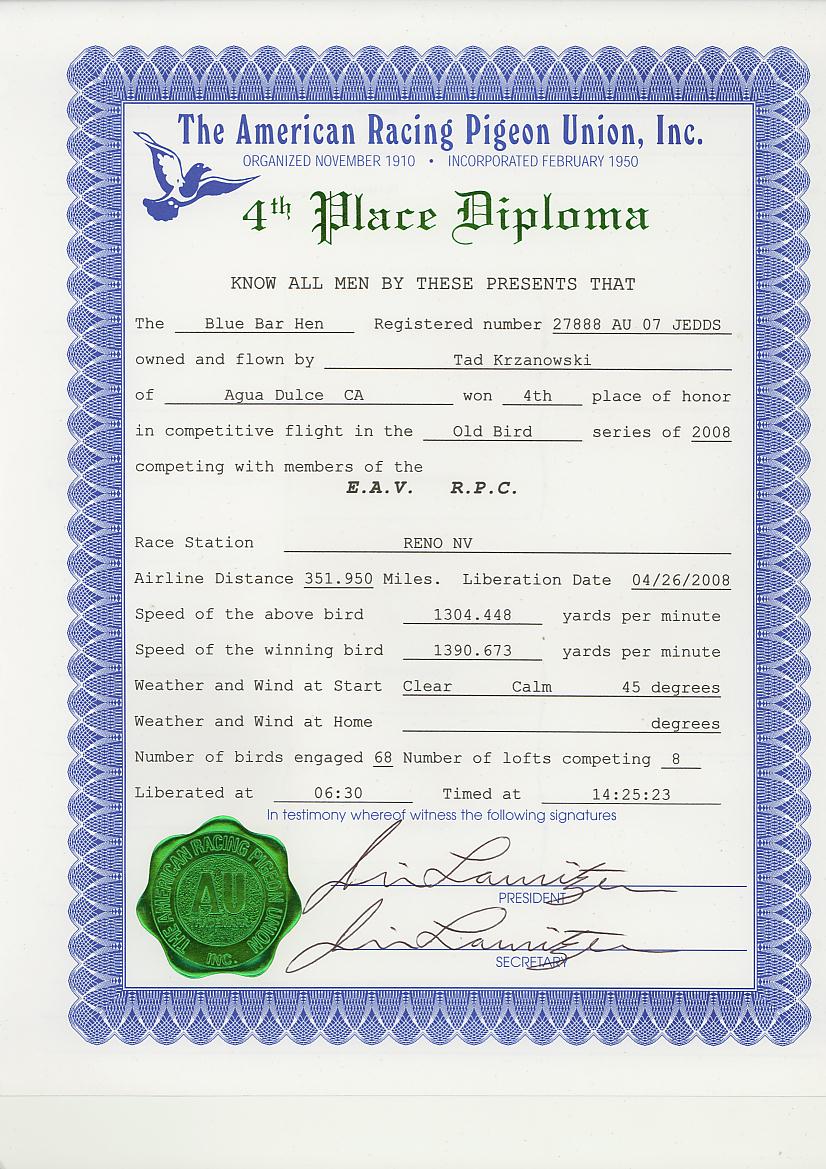 The American Racing Pigeon Union, Inc.
ORGANIZED NOVEMBER 1910 • INCORPORATED FEBRUARY 1950
4th Place Diploma
KNOW ALL MEN BY THESE PRESENTS THAT
The Blue Bar Hen Registered number 27888 AU 07 JEDDS
owned and flown by Tad Krzanowski
of Agua Dulce CA won 4th place of honor
in competitive flight in the Old Bird series of 2008
competing with members of the
E.A.V. R.P.C.
Race Station RENO NV
Airline Distance 351.950 Miles. Liberation Date 04/26/2008
Speed of the above bird 1304.448 yards per minute
Speed of the winning bird 1390.673 yards per minute
Weather and Wind at Start Clear Calm 45 degrees
Weather and Wind at Home degrees
Number of birds engaged 68 Number of lofts competing 8
Liberated at 06:30 Timed at 14:25:23
In testimony whereof witness the following signatures
PRESIDENT
SECRETARY
THE AMERICAN RACING PIGEON UNION
AU
INC.